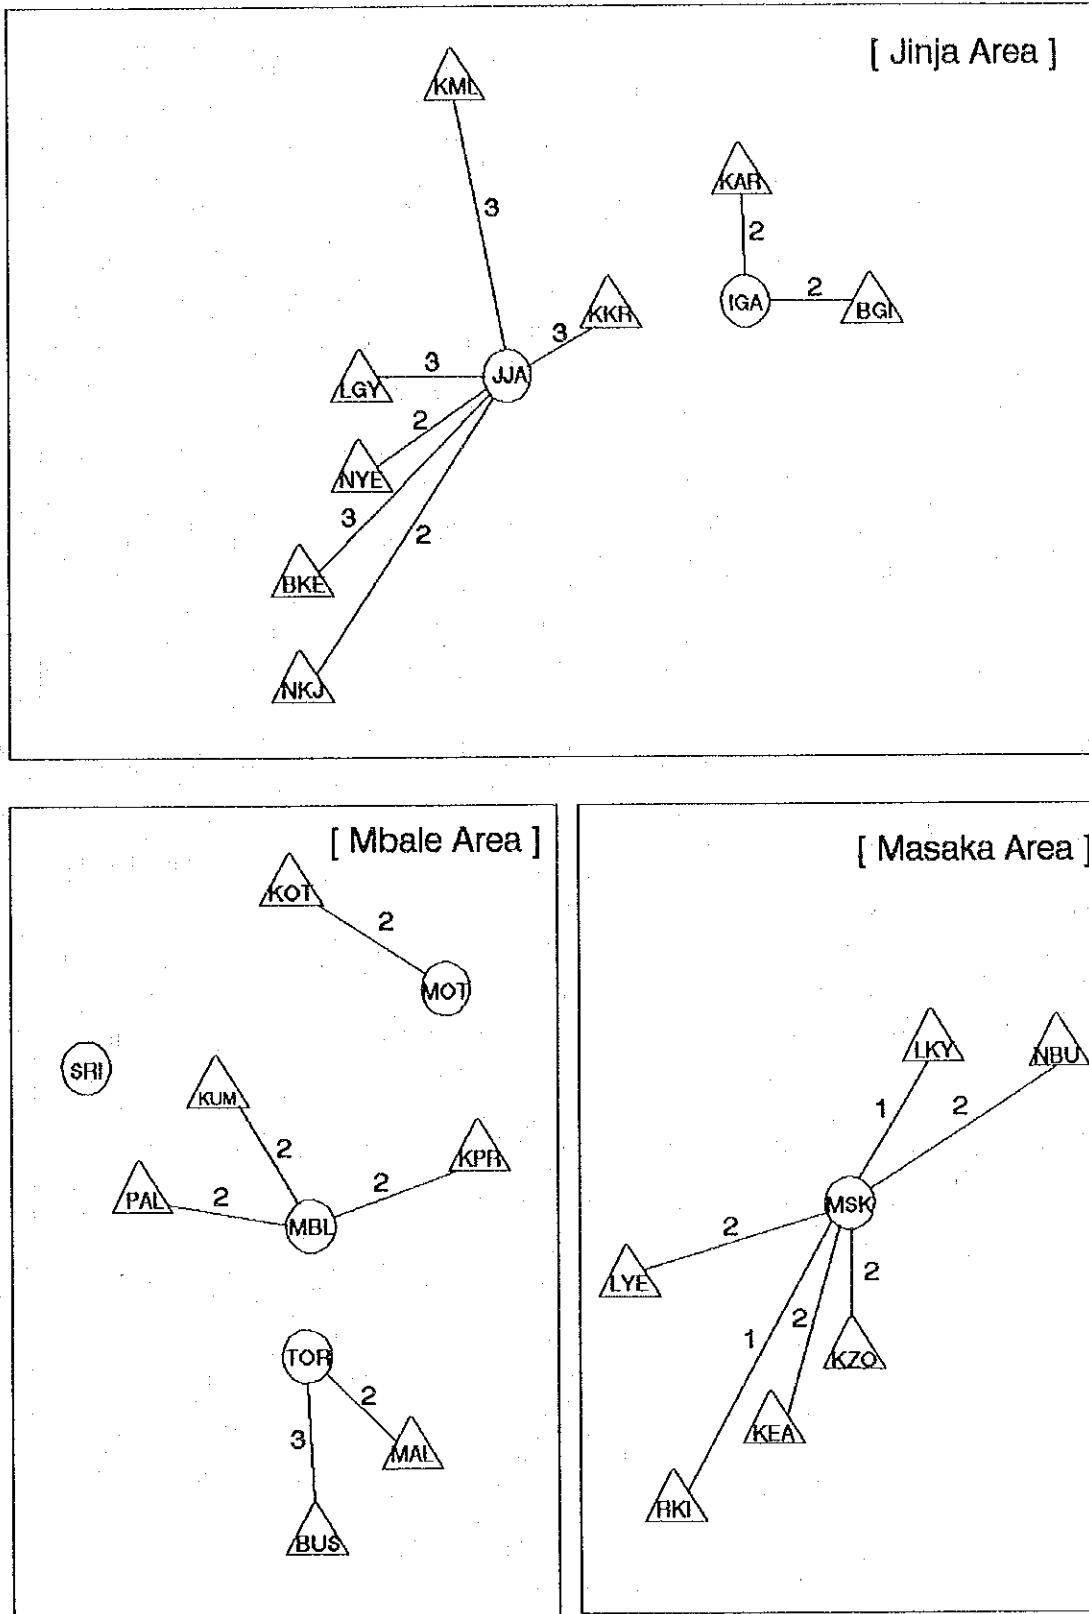 [ Jinja Area ]
KML
KAR
3
2
IGA
2
BGI
KKR
3
3
JJA
LGY
2
NYE
3
2
BKE
NKJ
[ Mbale Area ]
KOT
2
MOT
SRI
KUM
2
KPR
PAL
2
2
MBL
TOR
2
3
MAL
BUS
[ Masaka Area ]
LKY
NBU
1
2
MSK
2
LYE
2
2
1
KZO
KEA
RKI